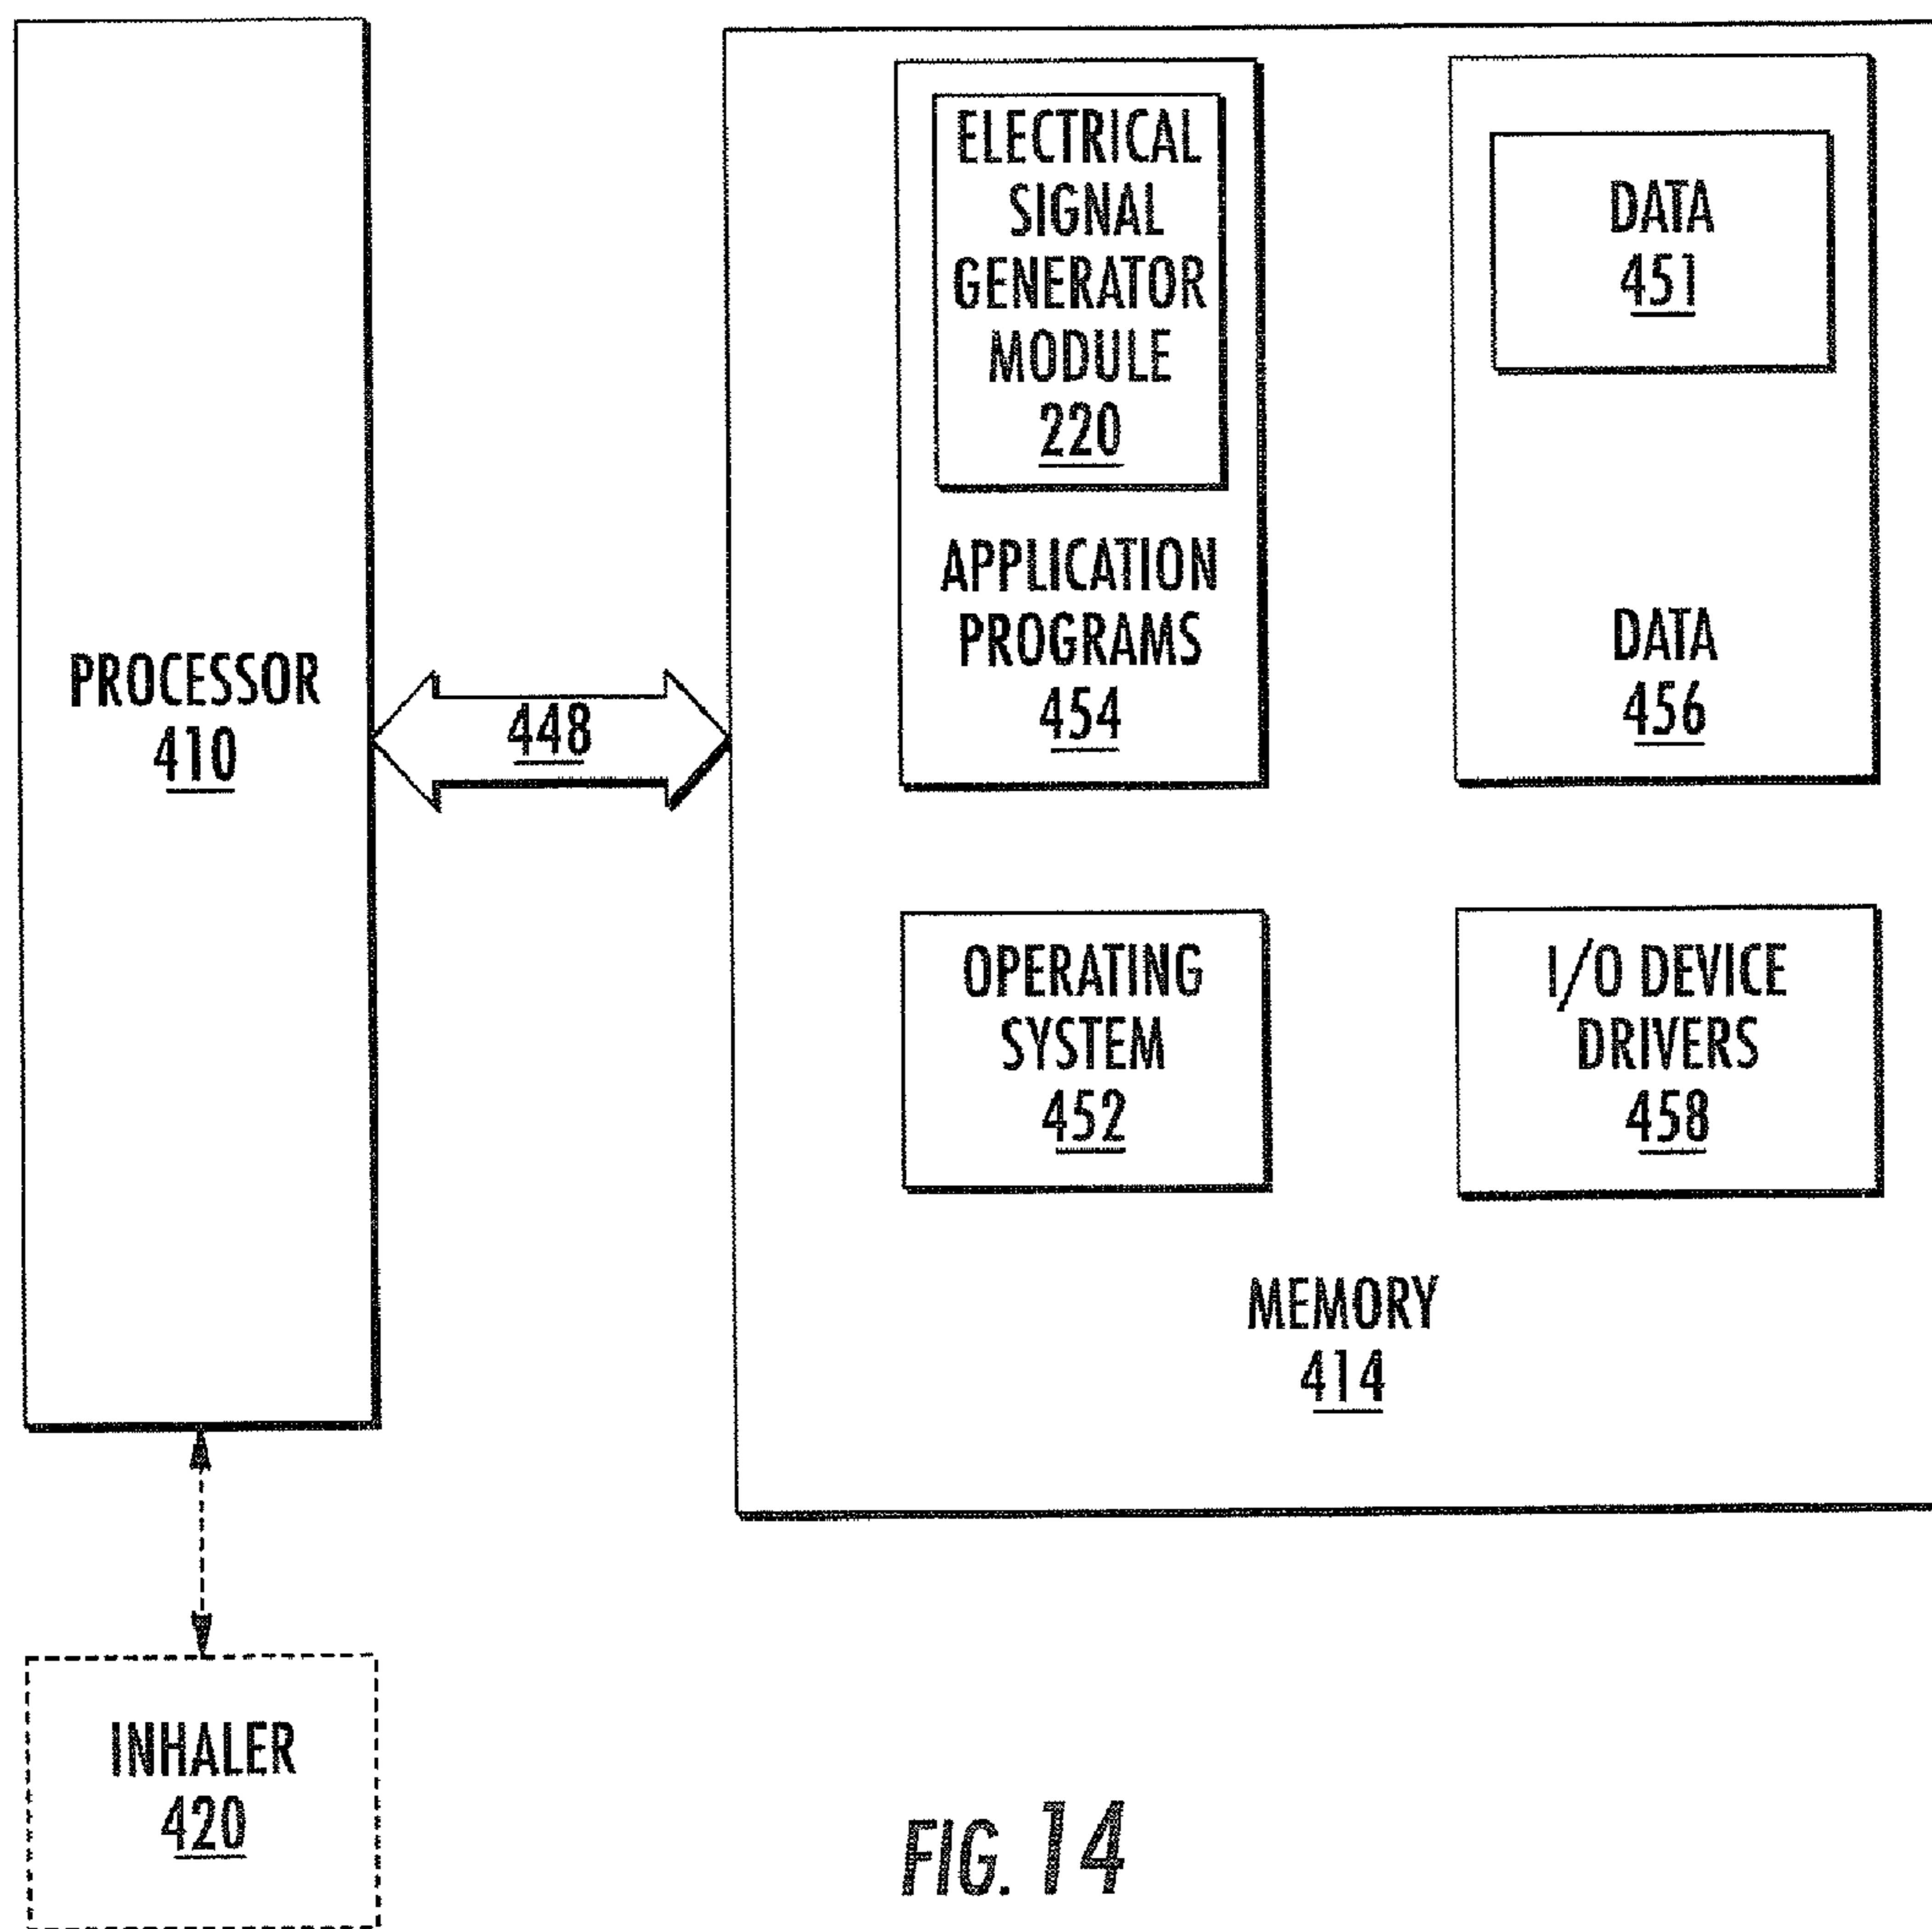 PROCESSOR
410
448
ELECTRICAL
SIGNAL
GENERATOR
MODULE
220
APPLICATION
PROGRAMS
454
DATA
451
DATA
456
OPERATING
SYSTEM
452
I/O DEVICE
DRIVERS
458
MEMORY
414
INHALER
420
FIG. 14